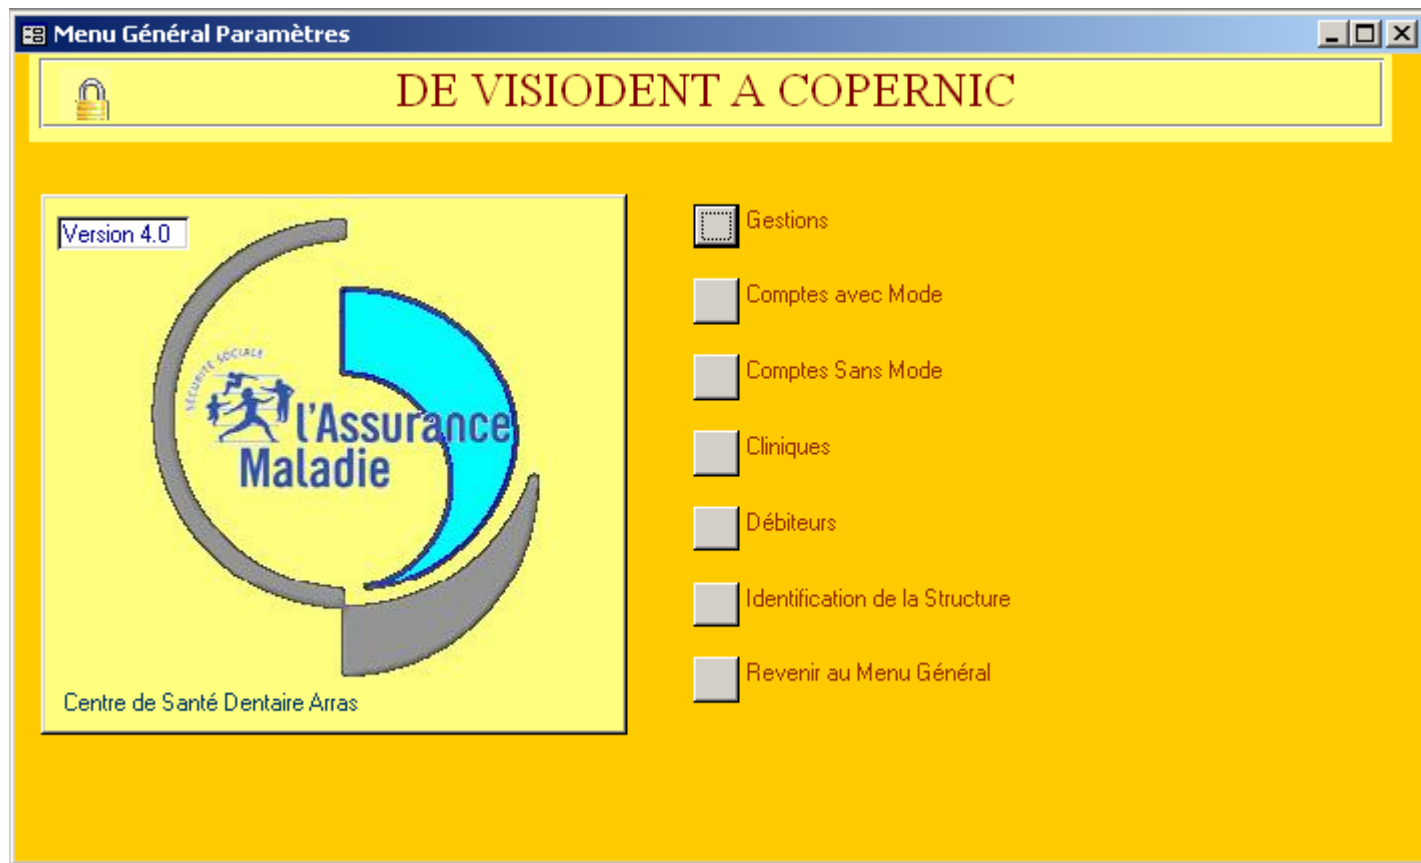 Menu Général Paramètres
DE VISIODENT A COPERNIC
Version 4.0
SÉCURITÉ SOCIALE
l'Assurance
Maladie
Centre de Santé Dentaire Arras
Gestions
Comptes avec Mode
Comptes Sans Mode
Cliniques
Débiteurs
Identification de la Structure
Revenir au Menu Général